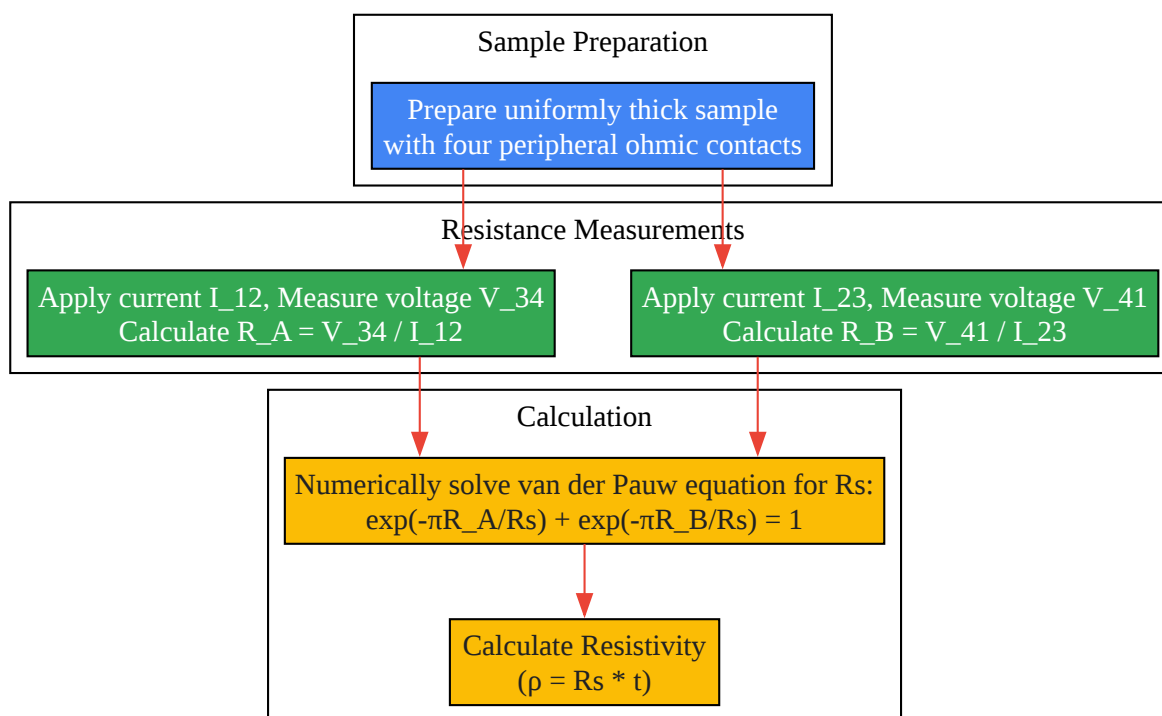 Sample Preparation
Prepare uniformly thick sample
with four peripheral ohmic contacts
Resistance Measurements
Apply current I_12, Measure voltage V_34
Calculate R_A = V_34 / I_12
Apply current I_23, Measure voltage V_41
Calculate R_B = V_41 / I_23
Calculation
Numerically solve van der Pauw equation for Rs:
exp(-πR_A/Rs) + exp(-πR_B/Rs) = 1
Calculate Resistivity
(ρ = Rs * t)